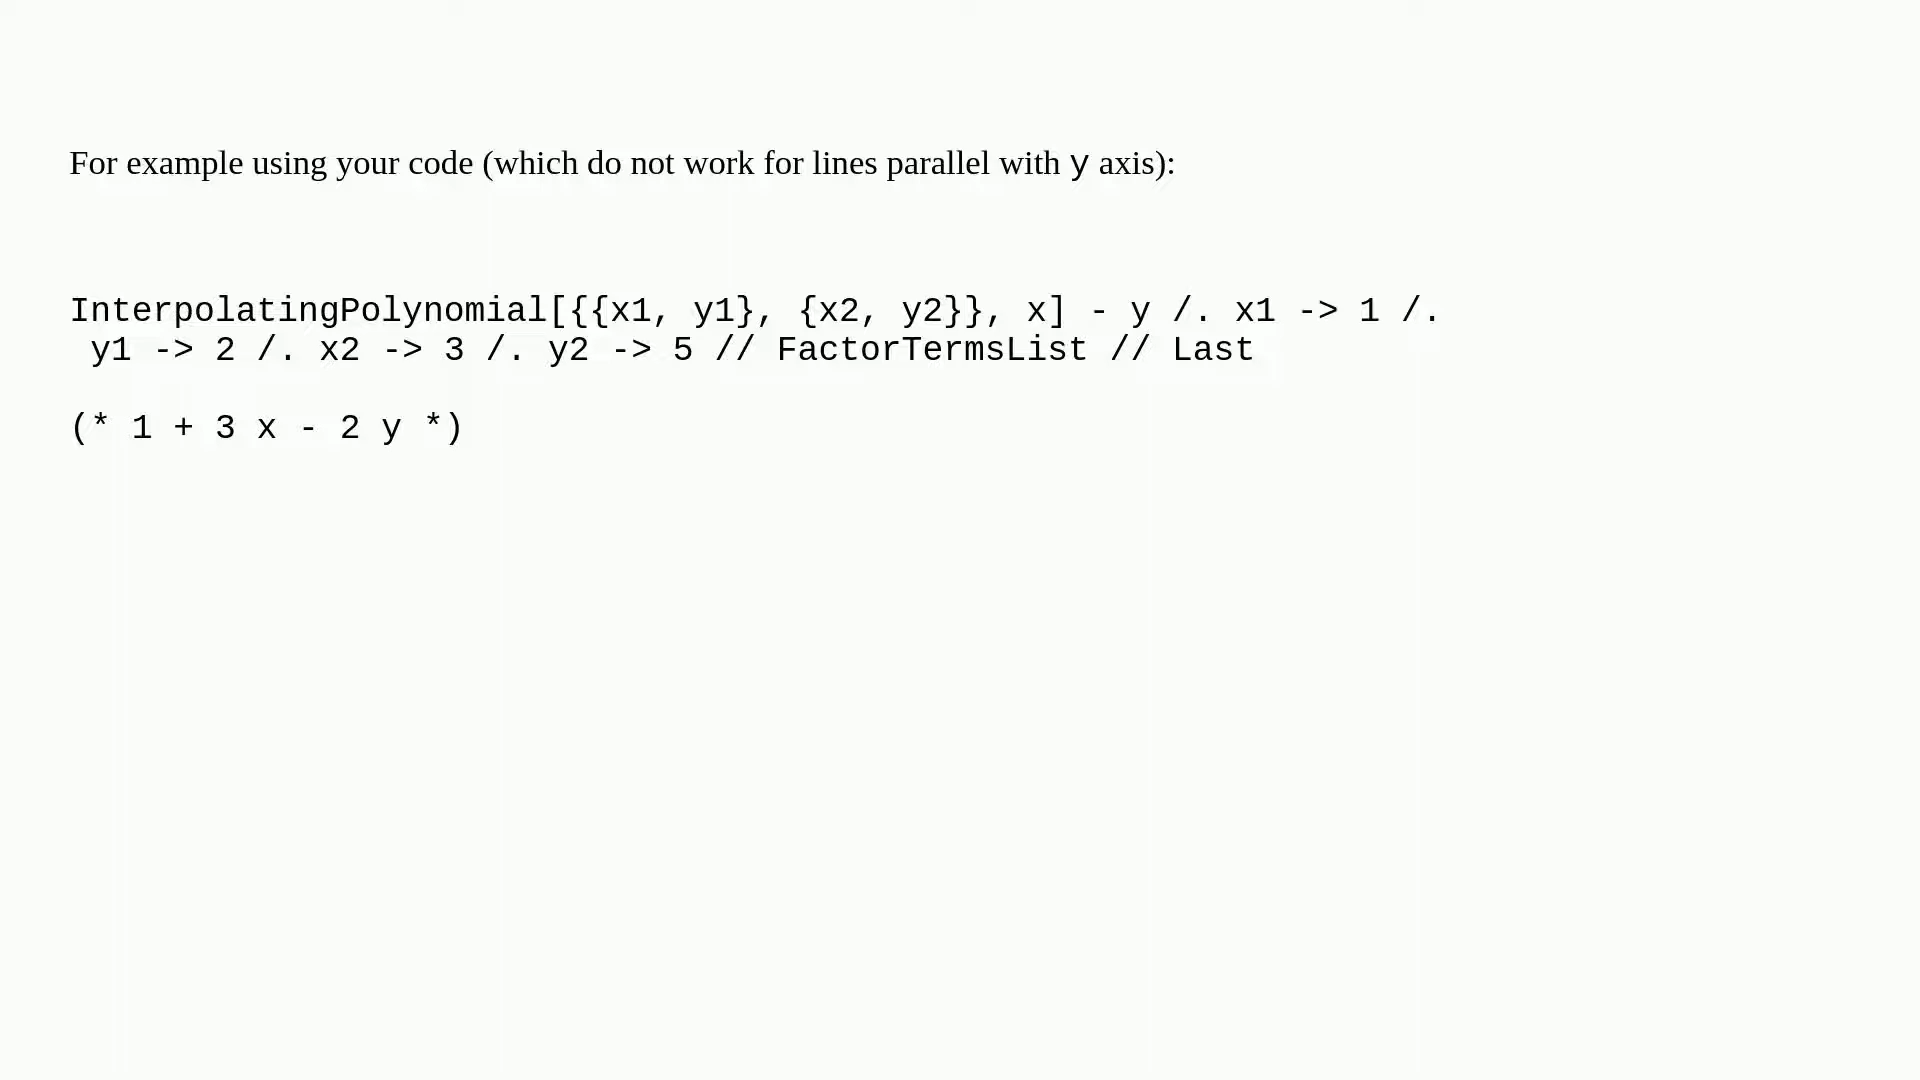 For example using your code (which do not work for lines parallel with y axis):
InterpolatingPolynomial[{{x1, y1}, {x2, y2}}, x] - y /. x1 -> 1 /.
 y1 -> 2 /. x2 -> 3 /. y2 -> 5 // FactorTermsList // Last
(* 1 + 3 x - 2 y *)